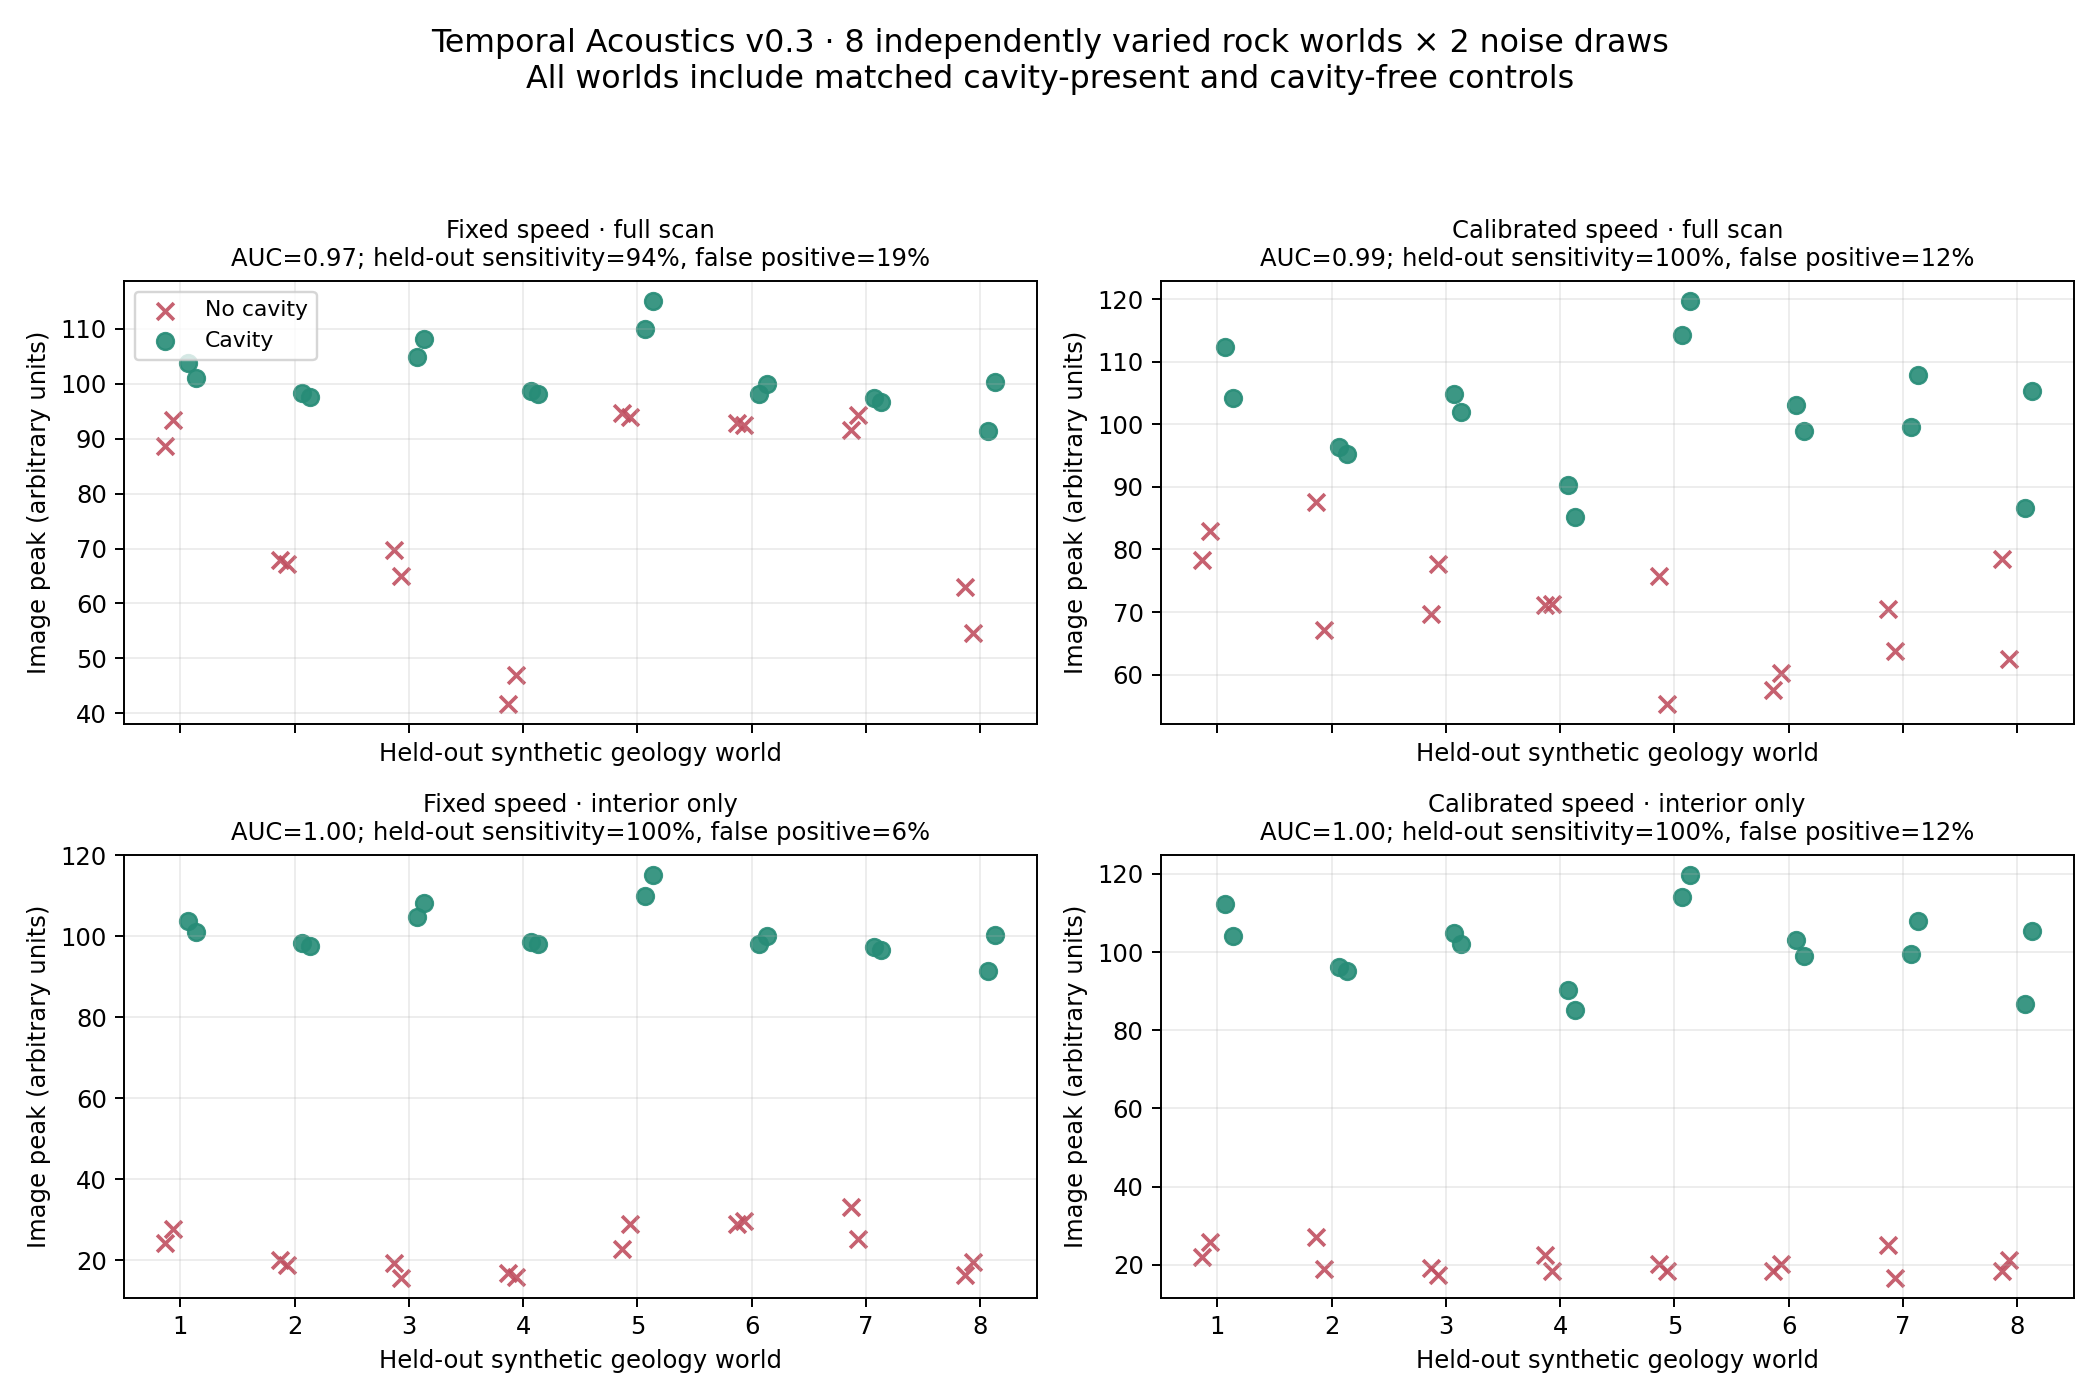 Temporal Acoustics v0.3 · 8 independently varied rock worlds × 2 noise draws
All worlds include matched cavity-present and cavity-free controls
Fixed speed · full scan
AUC=0.97; held-out sensitivity=94%, false positive=19%
No cavity
Cavity
110
100
90
80
70
60
50
40
Image peak (arbitrary units)
Held-out synthetic geology world
Calibrated speed · full scan
AUC=0.99; held-out sensitivity=100%, false positive=12%
120
110
100
90
80
70
60
Image peak (arbitrary units)
Held-out synthetic geology world
Fixed speed · interior only
AUC=1.00; held-out sensitivity=100%, false positive=6%
120
100
80
60
40
20
Image peak (arbitrary units)
1 2 3 4 5 6 7 8
Held-out synthetic geology world
Calibrated speed · interior only
AUC=1.00; held-out sensitivity=100%, false positive=12%
120
100
80
60
40
20
Image peak (arbitrary units)
1 2 3 4 5 6 7 8
Held-out synthetic geology world